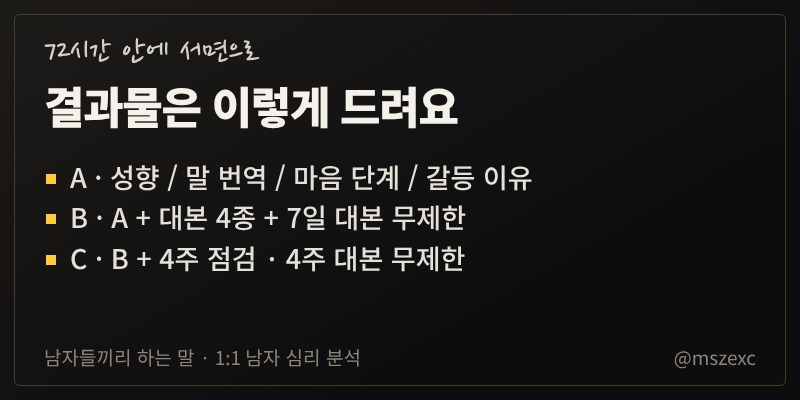 72시간 안에 서면으로
결과물은 이렇게 드려요
A · 성향 / 말 번역 / 마음 단계 / 갈등 이유
B · A + 대본 4종 + 7일 대본 무제한
C · B + 4주 점검 · 4주 대본 무제한
남자들끼리 하는 말 · 1:1 남자 심리 분석
@mszexc